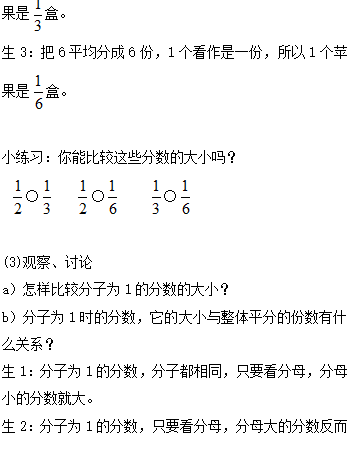 果是1/3盒。
生3：把6平均分成6份，1个看作是一份，所以1个苹
果是1/6盒。
小练习：你能比较这些分数的大小吗？
1/2○1/3 1/2○1/6 1/3○1/6
(3)观察、讨论
a）怎样比较分子为1的分数的大小？
b）分子为1时的分数，它的大小与整体平分的份数有什
么关系？
生1：分子为1的分数，分子都相同，只要看分母，分母
小的分数就大。
生2：分子为1的分数，只要看分母，分母大的分数反而